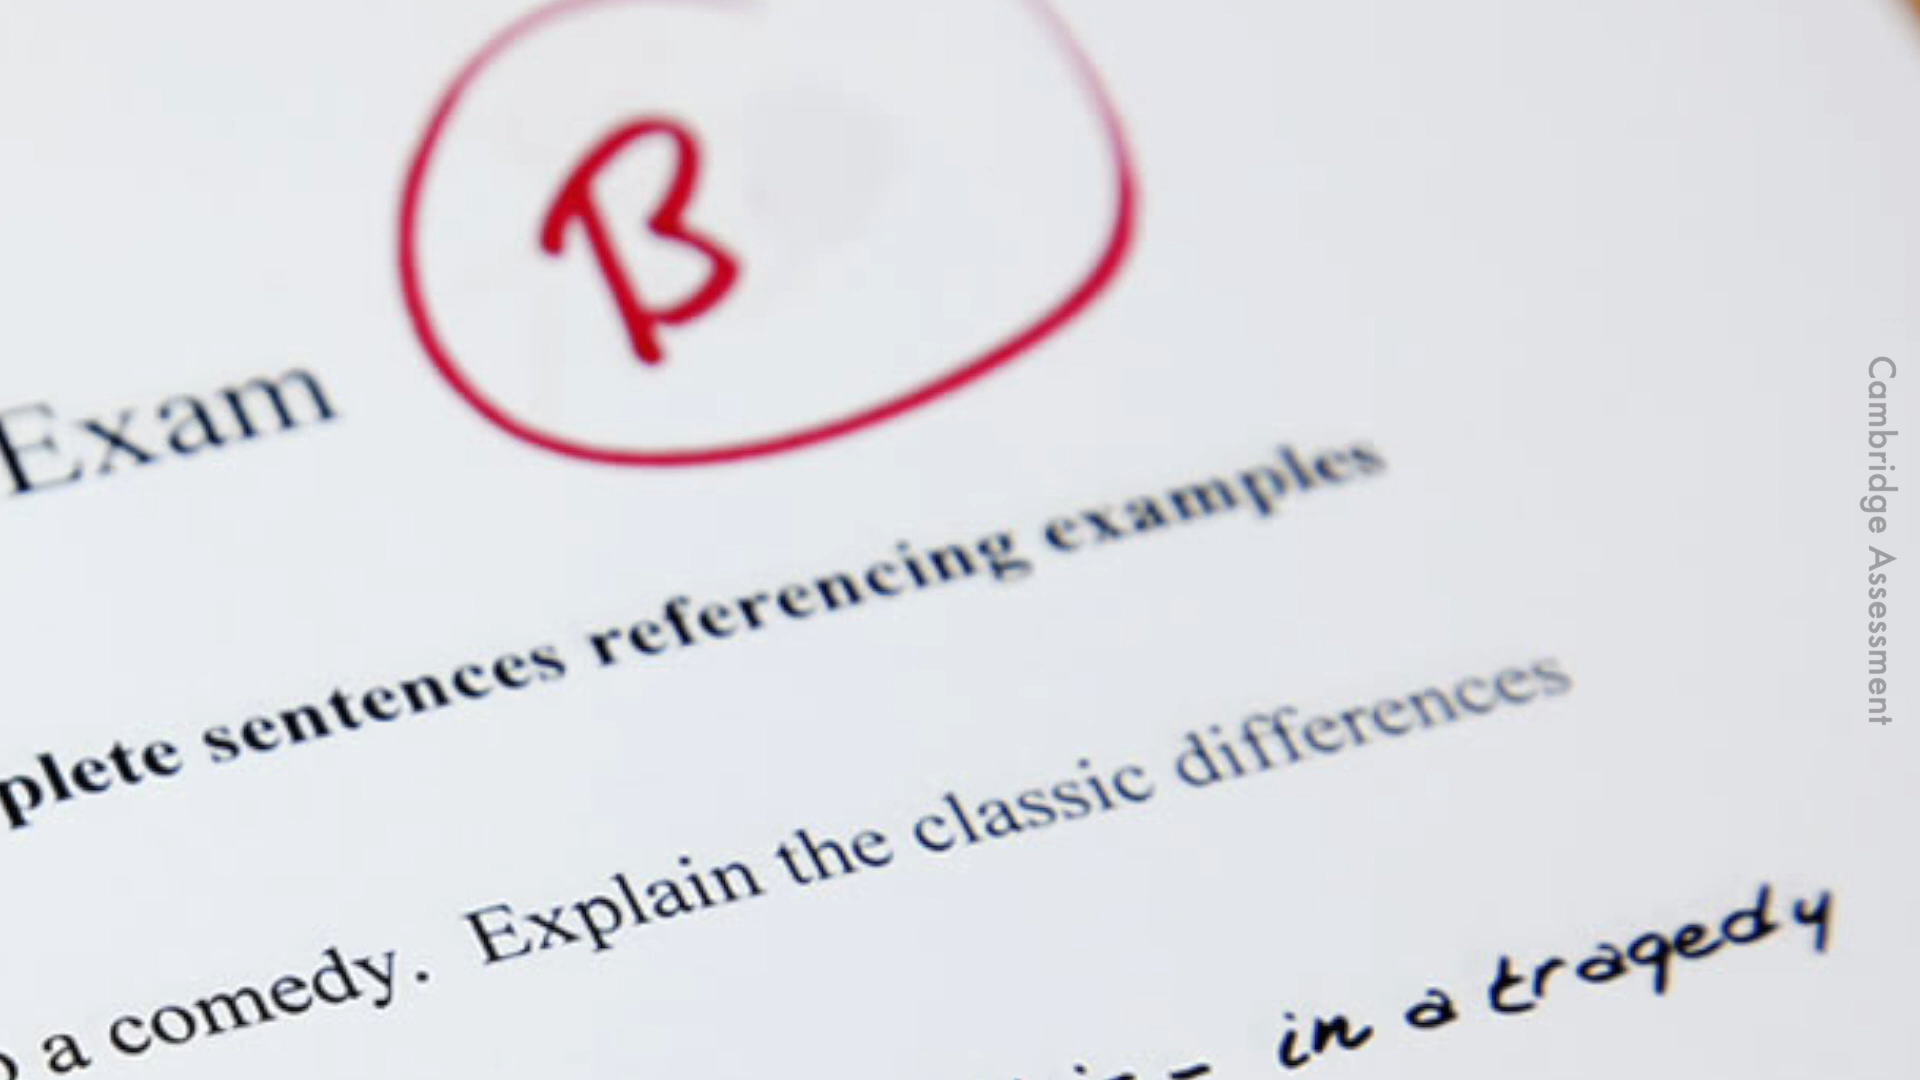 B
Exam
plete sentences referencing examples
a comedy. Explain the classic differences
in a tragedy
Cambridge Assessment